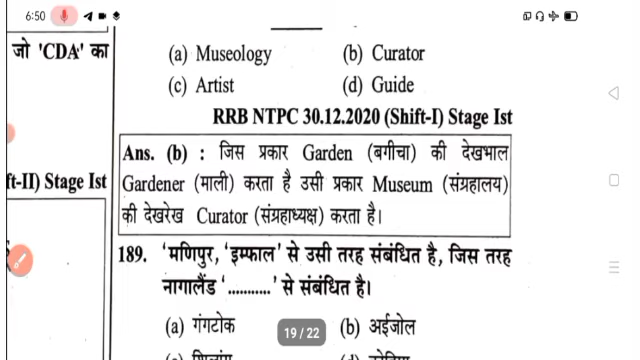 6:50
जो 'CDA' का
(a) Museology (b) Curator
(c) Artist (d) Guide
RRB NTPC 30.12.2020 (Shift-I) Stage Ist
Ans. (b) : जिस प्रकार Garden (बगीचा) की देखभाल
ft-II) Stage Ist
Gardener (माली) करता है उसी प्रकार Museum (संग्रहालय)
की देखरेख Curator (संग्रहाध्यक्ष) करता है।
189. 'मणिपुर, 'इम्फाल' से उसी तरह संबंधित है, जिस तरह
नागालैंड '...........' से संबंधित है।
(a) गंगटोक (b) अईजोल
19 / 22